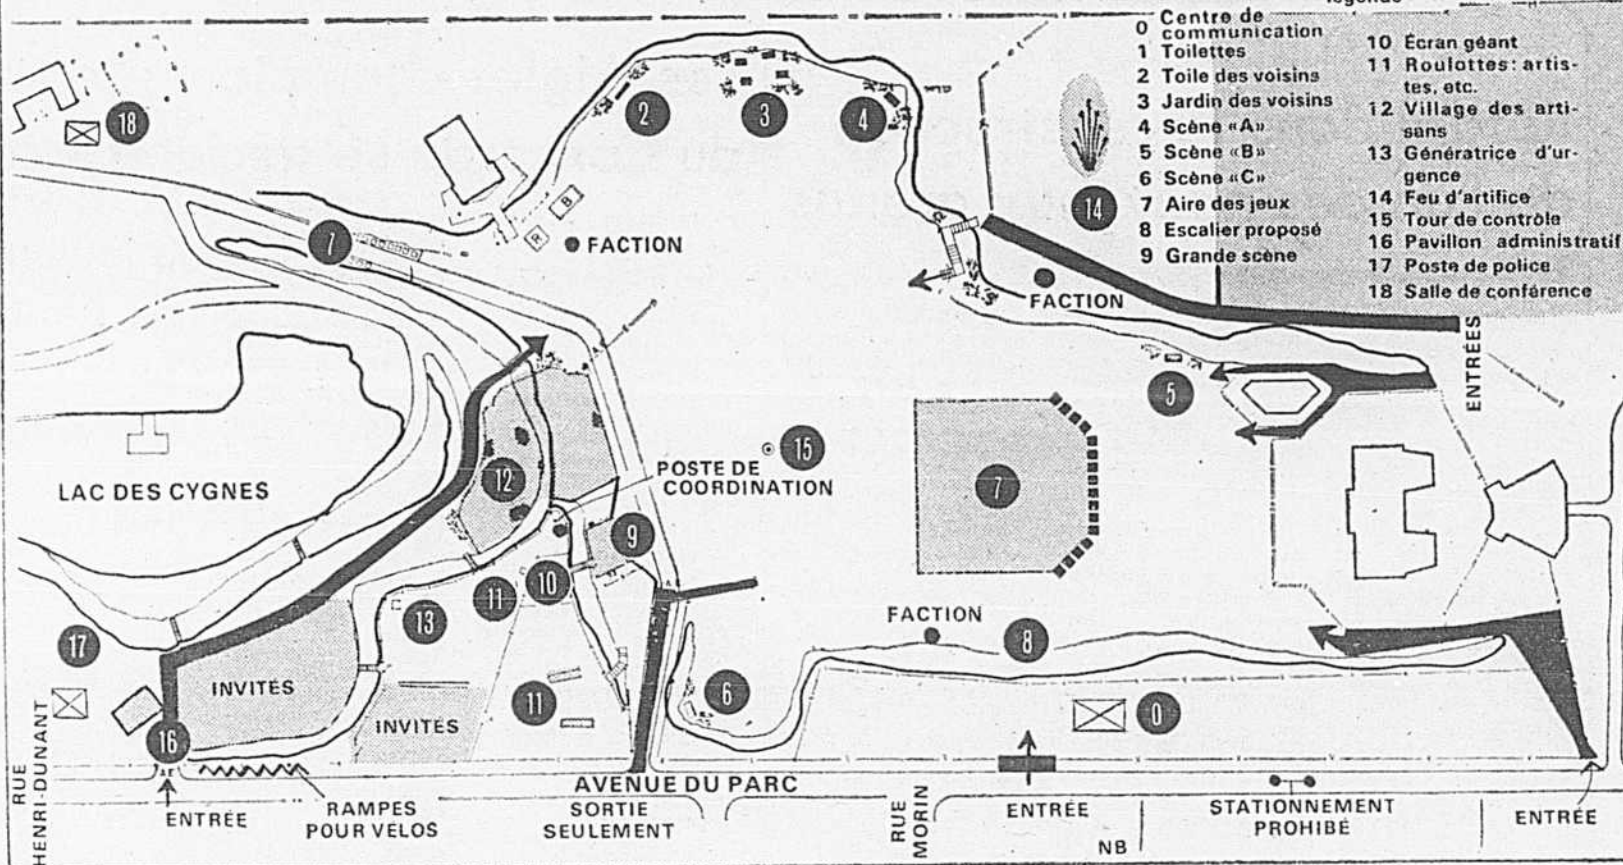 légende
0 Centre de
communication
1 Toilettes
2 Toile des voisins
3 Jardin des voisins
4 Scène «A»
5 Scène «B»
6 Scène «C»
7 Aire des jeux
8 Escalier proposé
9 Grande scène
10 Écran géant
11 Roulottes: artis-
tes, etc.
12 Village des arti-
sans
13 Génératrice d'ur-
gence
14 Feu d'artifice
15 Tour de contrôle
16 Pavillon administratif
17 Poste de police
18 Salle de conférence
18
2
3
4
14
7
B
R
FACTION
FACTION
ENTRÉES
5
15
7
12
POSTE DE
COORDINATION
LAC DES CYGNES
9
10
11
13
FACTION
8
17
INVITÉS
INVITÉS
11
6
0
16
RUE
HENRI-DUNANT
AVENUE DU PARC
ENTRÉE
RAMPES
POUR VÉLOS
SORTIE
SEULEMENT
RUE
MORIN
ENTRÉE
NB
STATIONNEMENT
PROHIBÉ
ENTRÉE